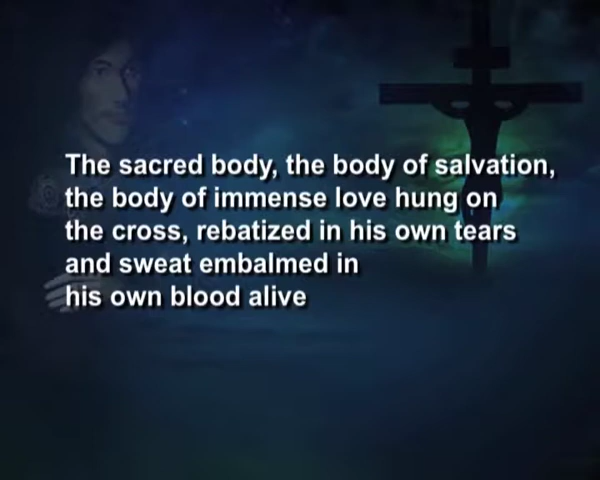 The sacred body, the body of salvation,
the body of immense love hung on
the cross, rebatized in his own tears
and sweat embalmed in
his own blood alive